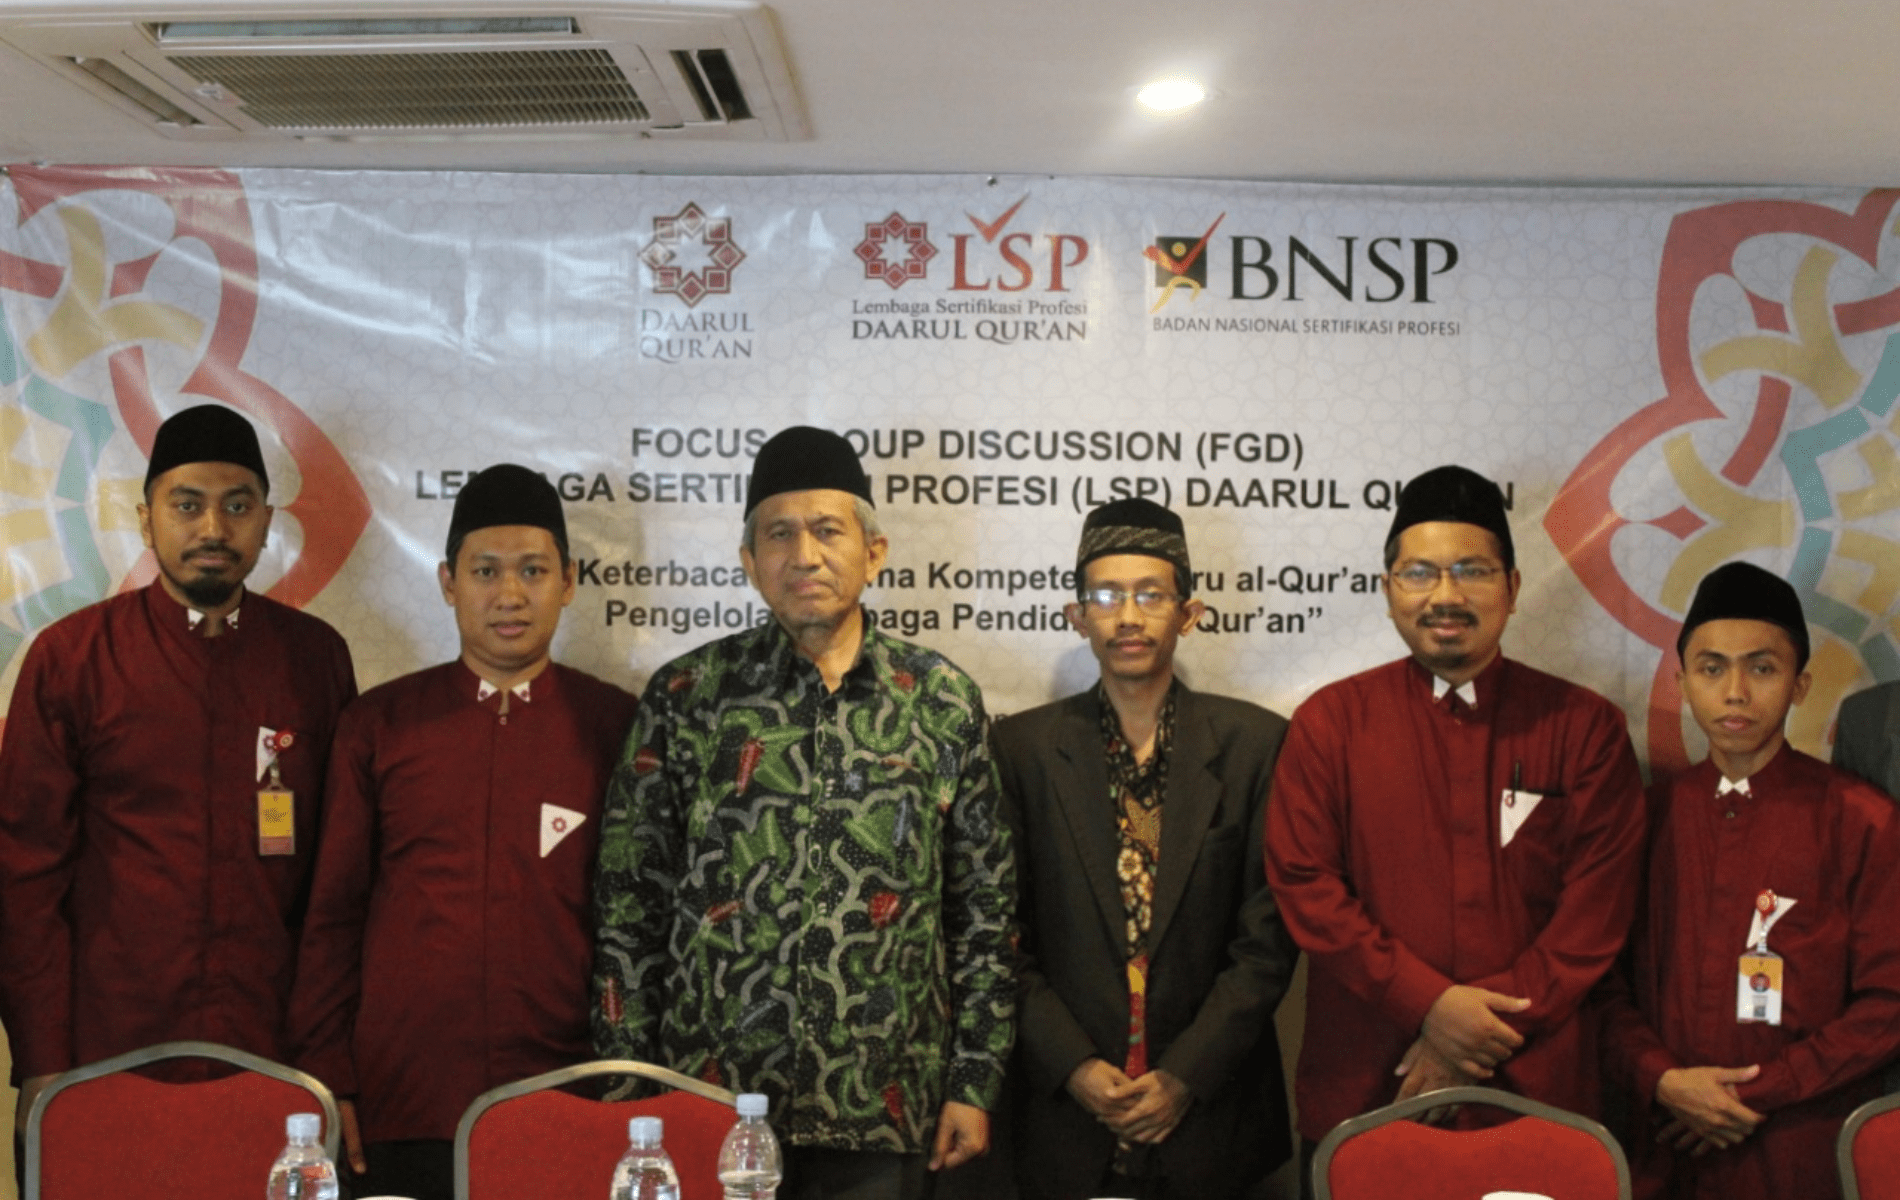 DAARUL
QUR'AN
LSP
Lembaga Sertifikasi Profesi
DAARUL QUR'AN
BNSP
BADAN NASIONAL SERTIFIKASI PROFESI
FOCUS OUP DISCUSSION (FGD)
LE GA SERTI PROFESI (LSP) DAARUL QU N
"Keterbaca na Kompete ru al-Qur'an
Pengelola baga Pendidi Qur'an"